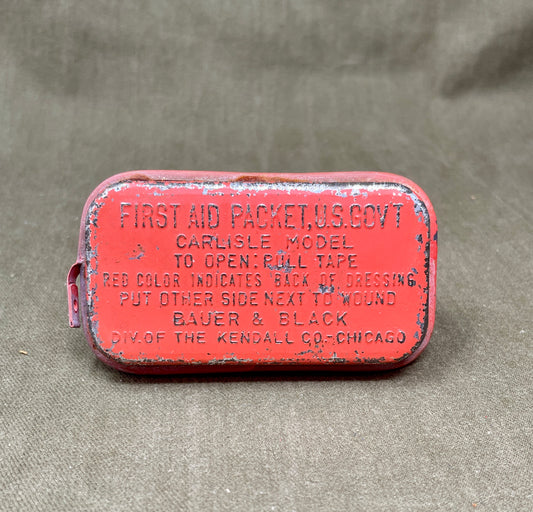 FIRST AID PACKET, U.S. GOVT
CARLISLE MODEL
TO OPEN: PULL TAPE
RED COLOR INDICATES BACK OF DRESSING
PUT OTHER SIDE NEXT TO WOUND
BAUER & BLACK
DIV. OF THE KENDALL CO.-CHICAGO